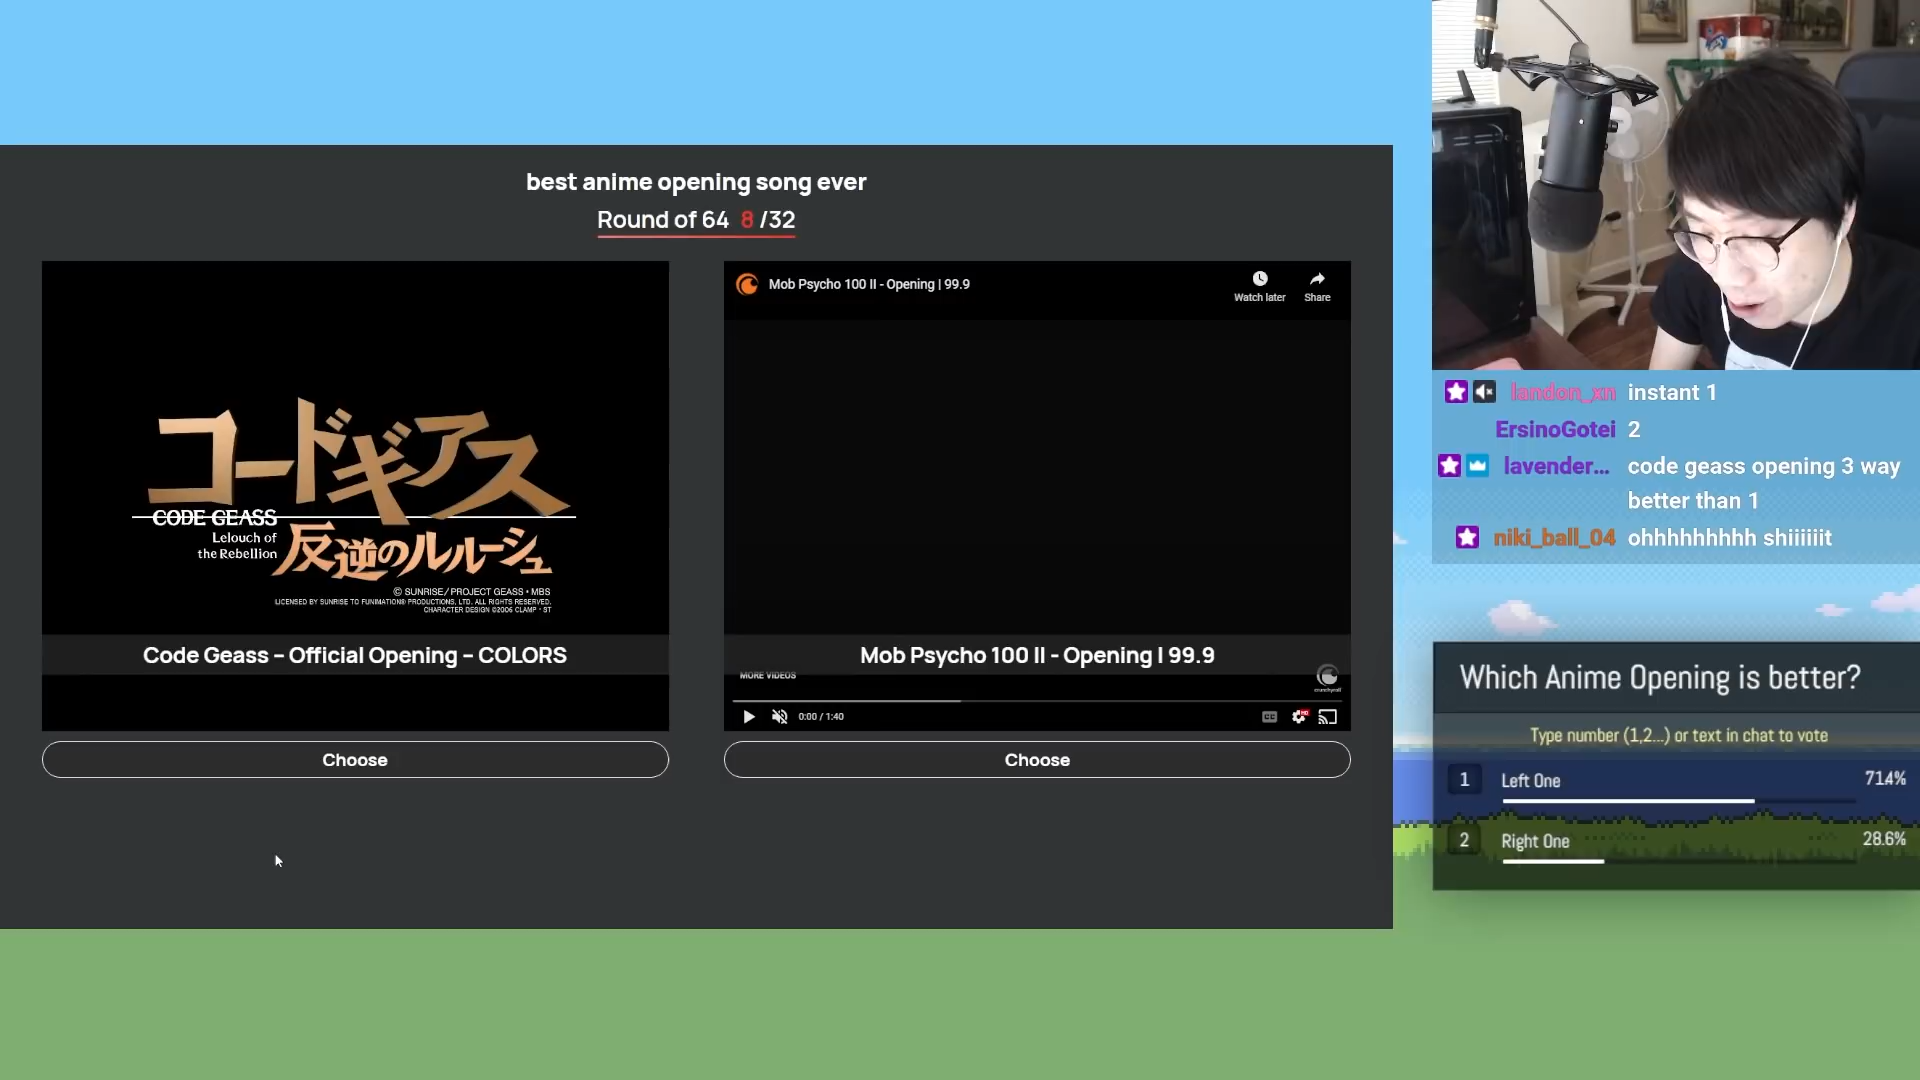 best anime opening song ever
Round of 64 8 /32
コードギアス
CODE GEASS
Lelouch of
the Rebellion
反逆のルルーシュ
© SUNRISE/PROJECT GEASS・MBS
LICENSED BY SUNRISE TO FUNIMATION® PRODUCTIONS, LTD. ALL RIGHTS RESERVED.
CHARACTER DESIGN ©2006 CLAMP・ST
Code Geass – Official Opening – COLORS
Choose
Mob Psycho 100 II - Opening | 99.9
Watch later
Share
Mob Psycho 100 II - Opening | 99.9
MORE VIDEOS
crunchyroll
0:00 / 1:40
CC
HD
Choose
landon_xn instant 1
ErsinoGotei 2
lavender... code geass opening 3 way
better than 1
niki_ball_04 ohhhhhhhhh shiiiiiit
Which Anime Opening is better?
Type number (1,2...) or text in chat to vote
1 Left One 71.4%
2 Right One 28.6%